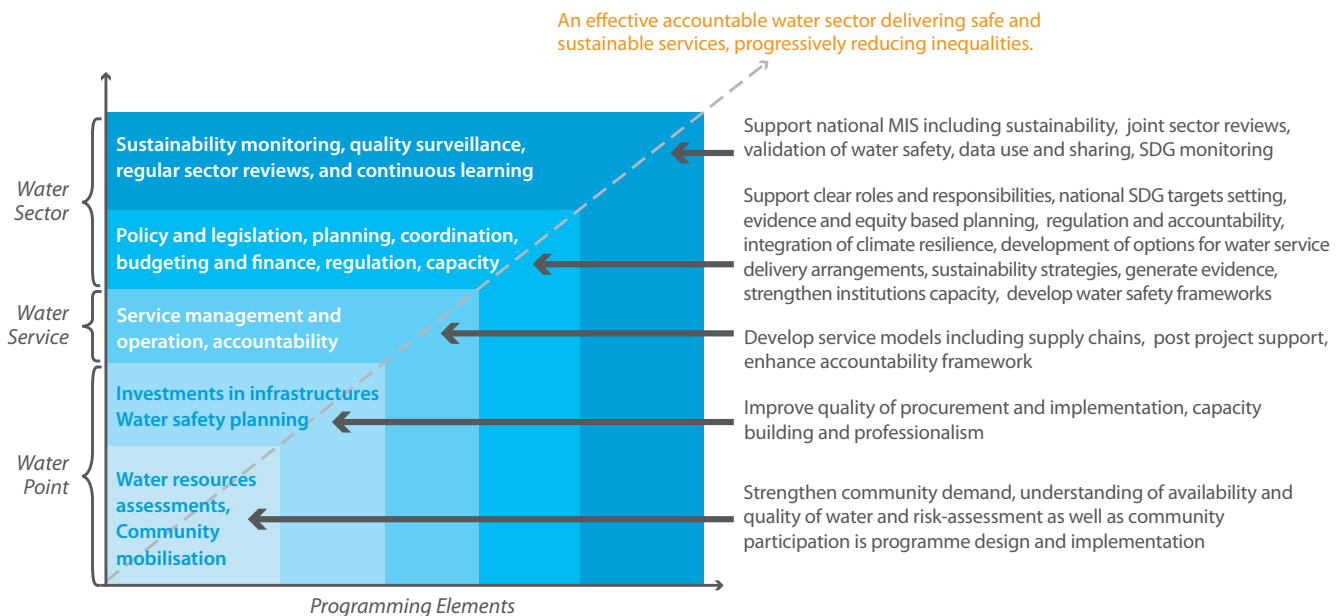 An effective accountable water sector delivering safe and
sustainable services, progressively reducing inequalities.
Water
Sector
Sustainability monitoring, quality surveillance,
regular sector reviews, and continuous learning
Support national MIS including sustainability, joint sector reviews,
validation of water safety, data use and sharing, SDG monitoring
Policy and legislation, planning, coordination,
budgeting and finance, regulation, capacity
Support clear roles and responsibilities, national SDG targets setting,
evidence and equity based planning, regulation and accountability,
integration of climate resilience, development of options for water service
delivery arrangements, sustainability strategies, generate evidence,
strengthen institutions capacity, develop water safety frameworks
Water
Service
Service management and
operation, accountability
Develop service models including supply chains, post project support,
enhance accountability framework
Water
Point
Investments in infrastructures
Water safety planning
Improve quality of procurement and implementation, capacity
building and professionalism
Water resources
assessments,
Community
mobilisation
Strengthen community demand, understanding of availability and
quality of water and risk-assessment as well as community
participation is programme design and implementation
Programming Elements